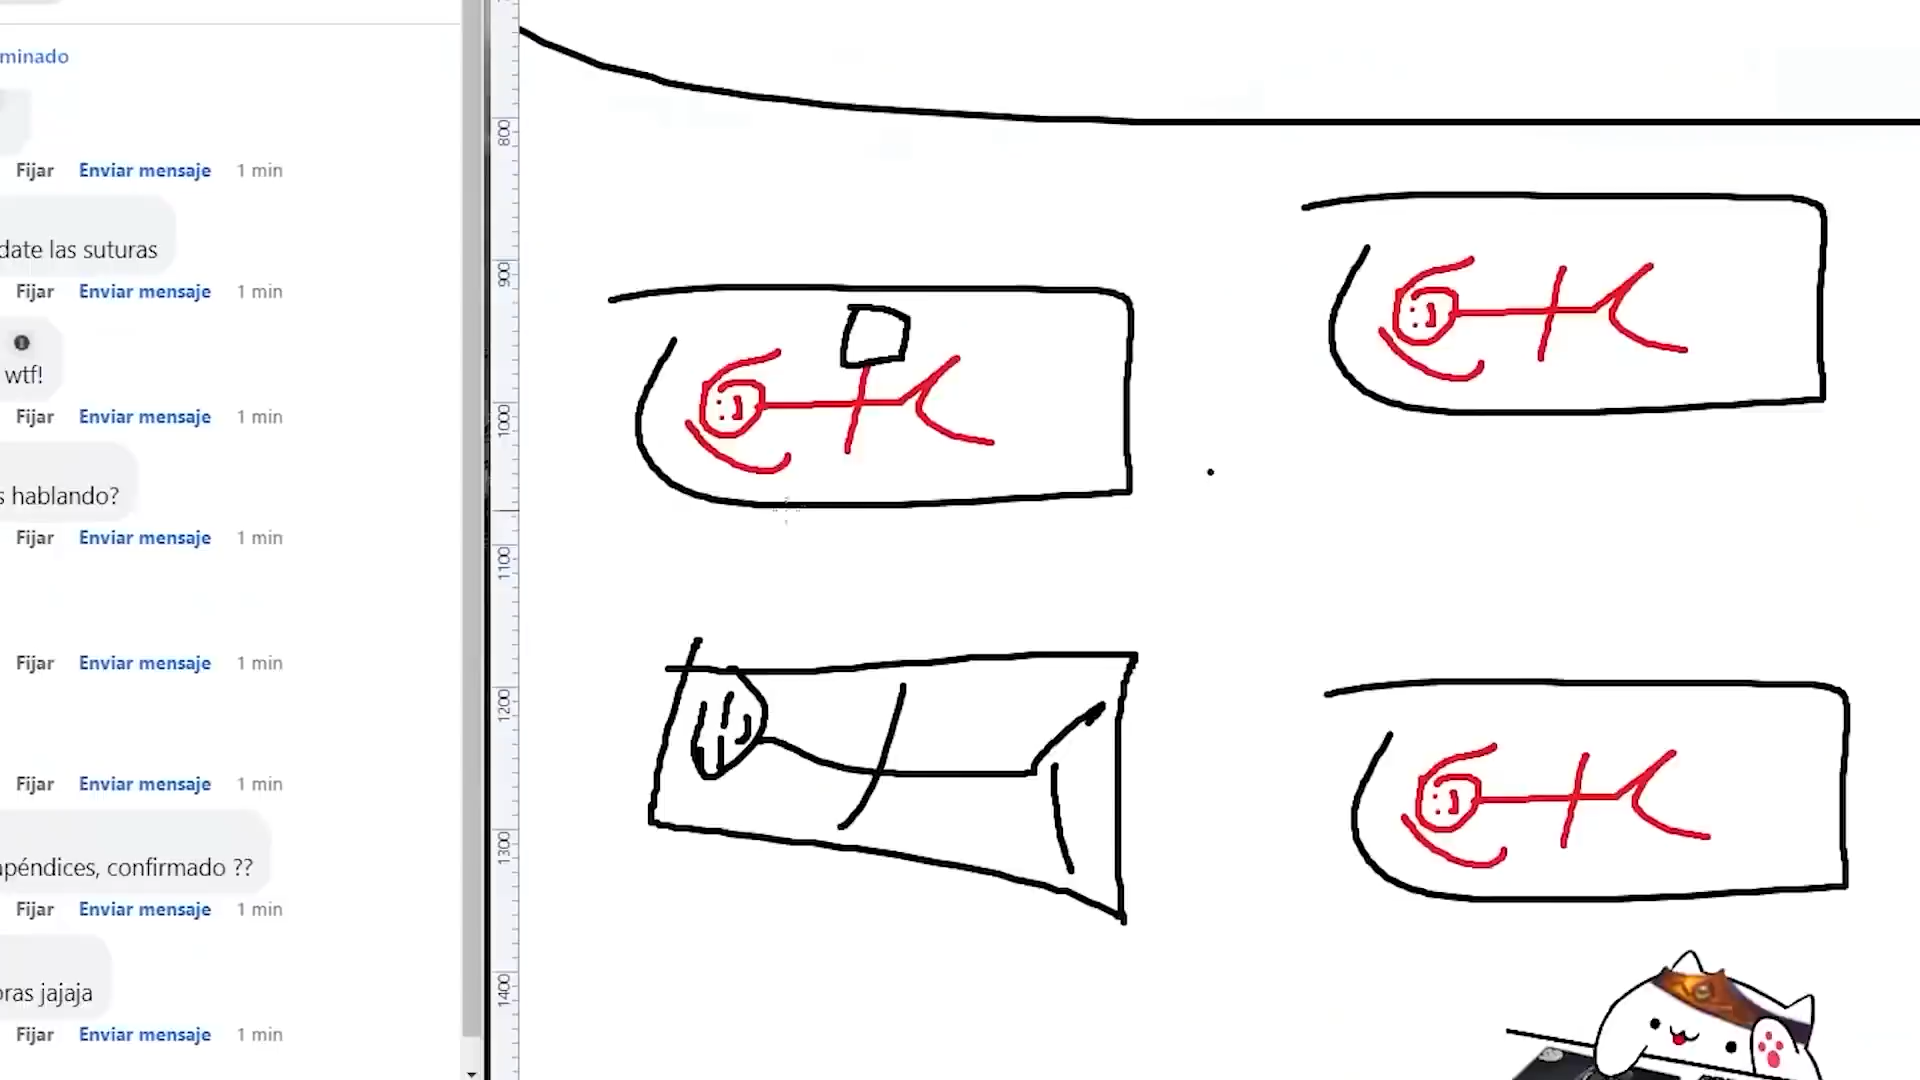 minado
Fijar Enviar mensaje 1 min
date las suturas
Fijar Enviar mensaje 1 min
wtf!
Fijar Enviar mensaje 1 min
s hablando?
Fijar Enviar mensaje 1 min
Fijar Enviar mensaje 1 min
Fijar Enviar mensaje 1 min
apéndices, confirmado ??
Fijar Enviar mensaje 1 min
oras jajaja
Fijar Enviar mensaje 1 min
800
900
1000
1100
1200
1300
1400